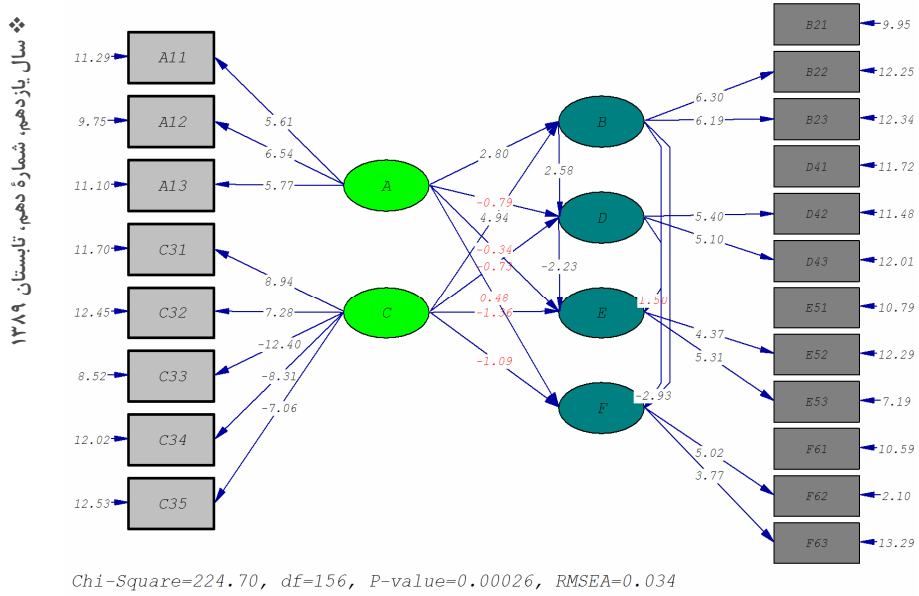 ❖ سال یازدهم، شمارهٔ دهم، تابستان ۱۳۸۹
11.29 A11
9.75 A12
11.10 A13
11.70 C31
12.45 C32
8.52 C33
12.02 C34
12.53 C35
5.61
6.54
5.77
8.94
7.28
-12.40
-8.31
-7.06
A
C
2.80
-0.79
4.94
-0.34
-0.73
0.48
-1.36
-1.09
B
2.58
D
-2.23
E
1.50
F
-2.93
6.30
6.19
5.40
5.10
4.37
5.31
5.02
3.77
B21 9.95
B22 12.25
B23 12.34
D41 11.72
D42 11.48
D43 12.01
E51 10.79
E52 12.29
E53 7.19
F61 10.59
F62 2.10
F63 13.29
Chi-Square=224.70, df=156, P-value=0.00026, RMSEA=0.034